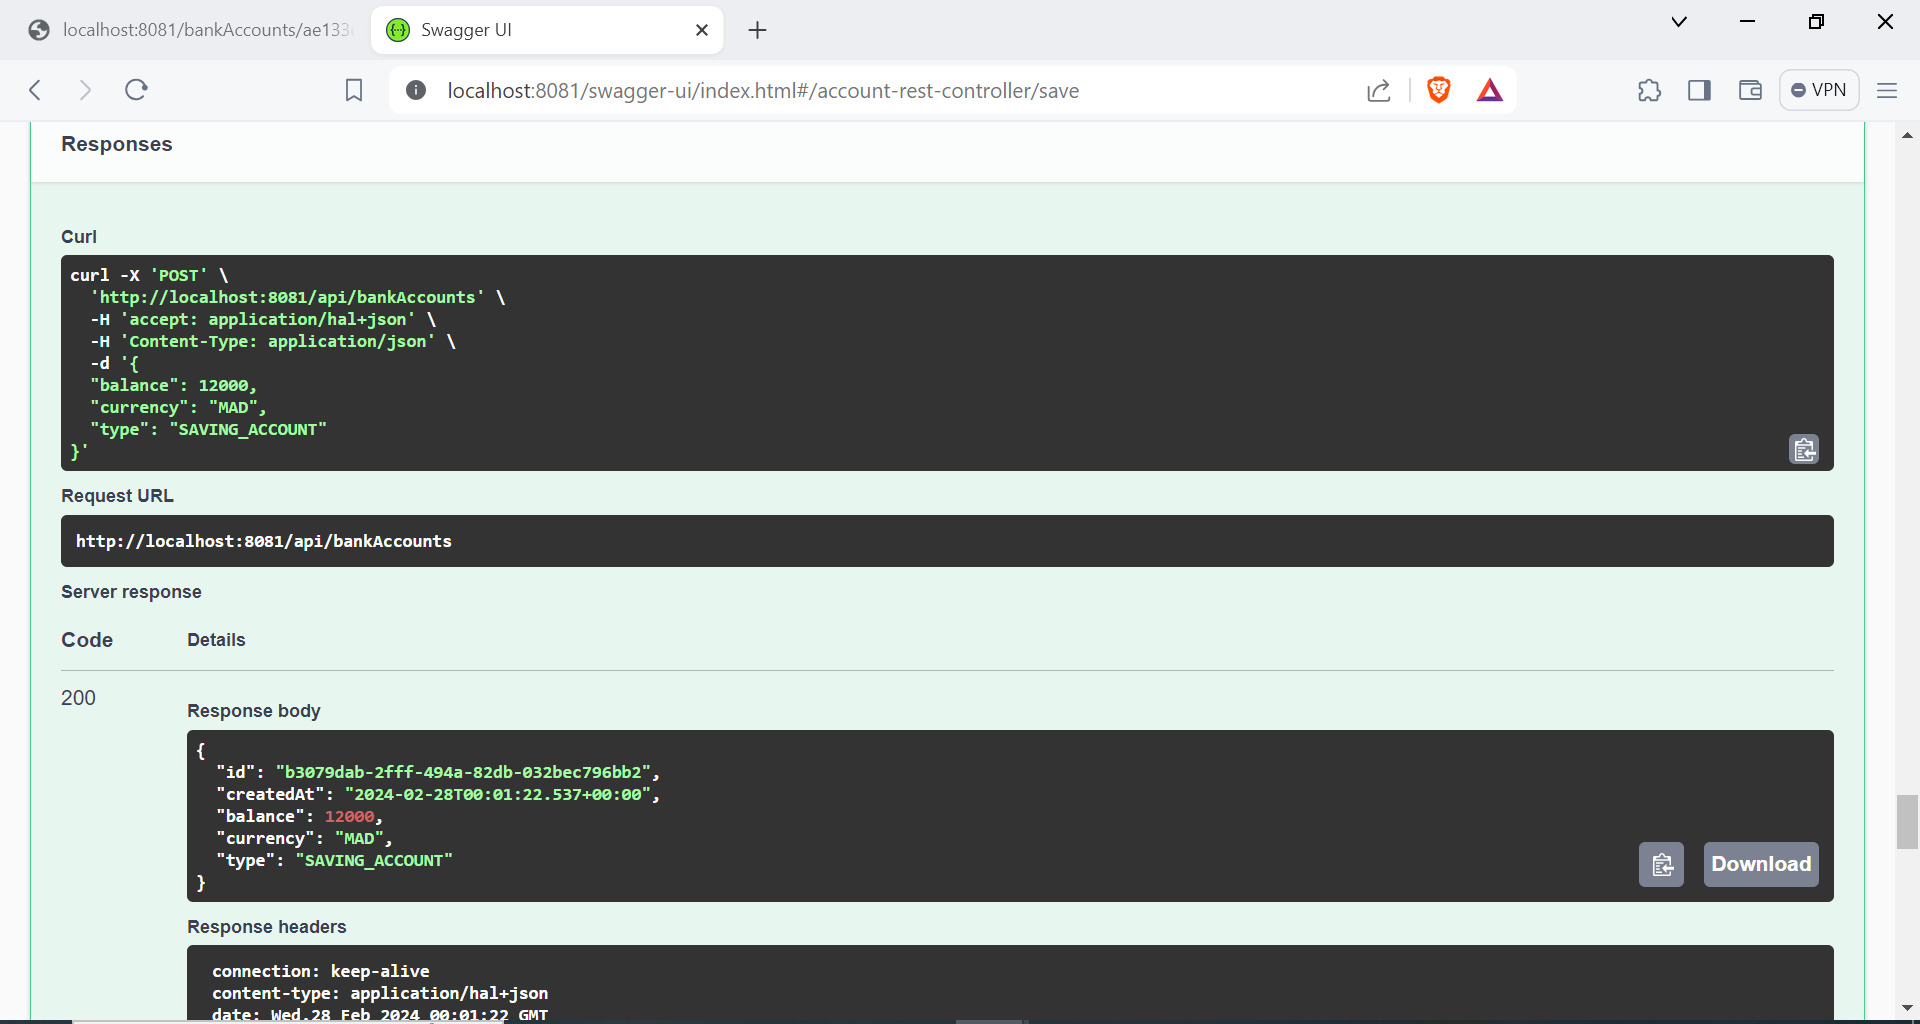 localhost:8081/bankAccounts/ae133
Swagger UI
localhost:8081/swagger-ui/index.html#/account-rest-controller/save
VPN
Responses
Curl
curl -X 'POST' \
'http://localhost:8081/api/bankAccounts' \
-H 'accept: application/hal+json' \
-H 'Content-Type: application/json' \
-d '{
"balance": 12000,
"currency": "MAD",
"type": "SAVING_ACCOUNT"
}'
Request URL
http://localhost:8081/api/bankAccounts
Server response
Code Details
200
Response body
{
"id": "b3079dab-2fff-494a-82db-032bec796bb2",
"createdAt": "2024-02-28T00:01:22.537+00:00",
"balance": 12000,
"currency": "MAD",
"type": "SAVING_ACCOUNT"
}
Download
Response headers
connection: keep-alive
content-type: application/hal+json
date: Wed,28 Feb 2024 00:01:22 GMT